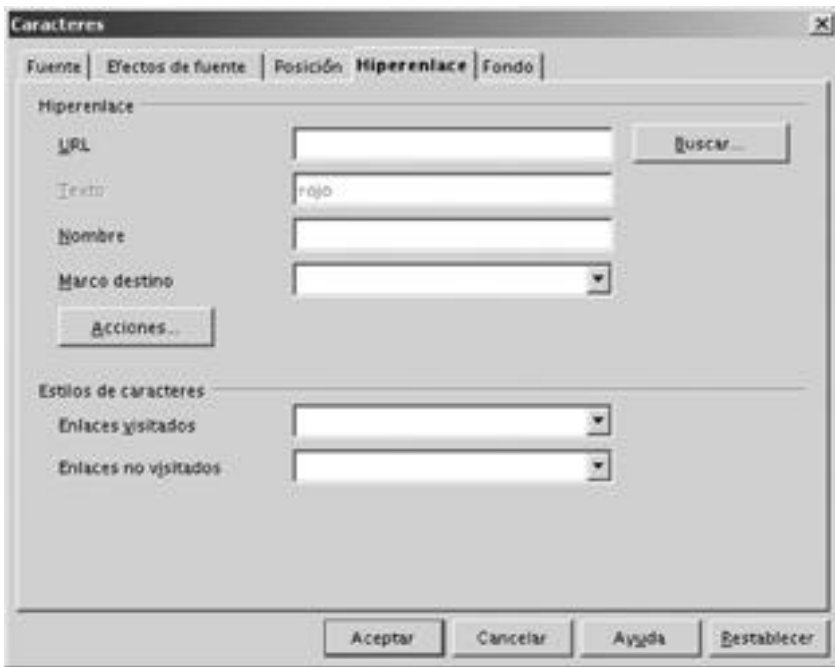 Caracteres
Fuente Efectos de fuente Posición Hiperenlace Fondo
Hiperenlace
URL
Buscar...
Texto rojo
Nombre
Marco destino
Acciones...
Estilos de caracteres
Enlaces visitados
Enlaces no visitados
Aceptar Cancelar Ayuda Restablecer